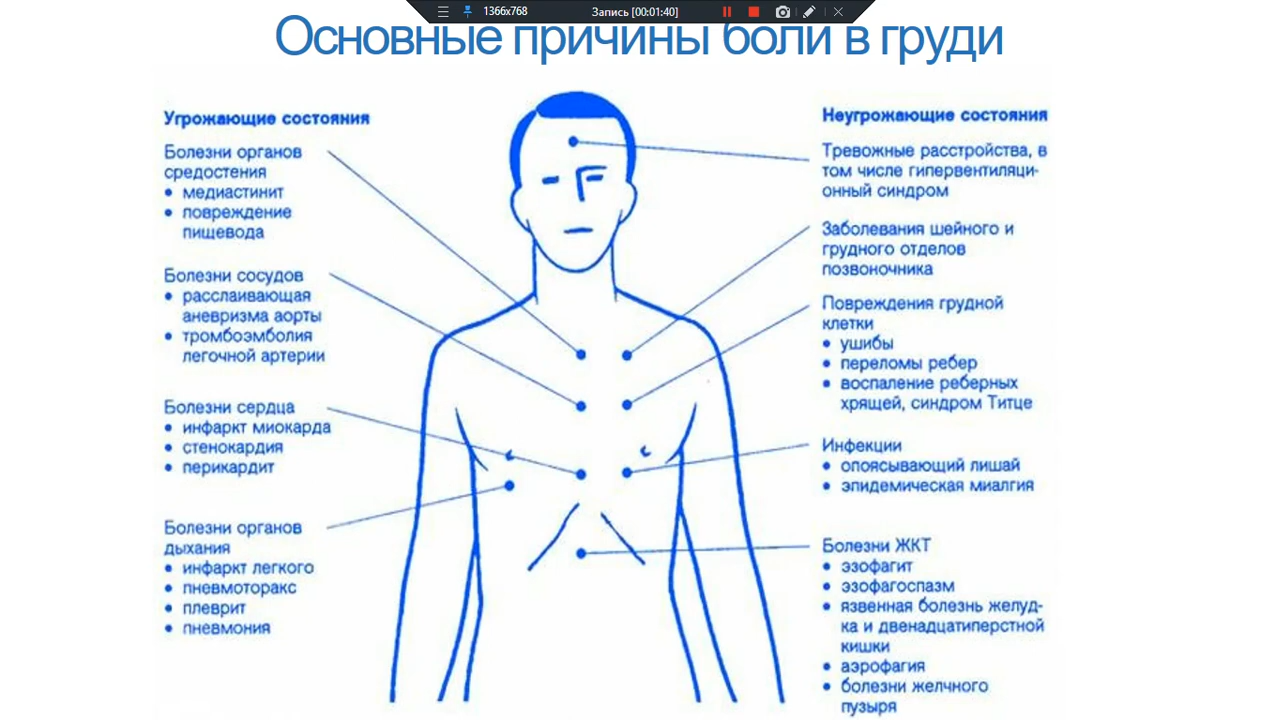 1366x768 Запись [00:01:40]
Основные причины боли в груди
Угрожающие состояния
Болезни органов
средостения
• медиастинит
• повреждение
пищевода
Болезни сосудов
• расслаивающая
аневризма аорты
• тромбоэмболия
легочной артерии
Болезни сердца
• инфаркт миокарда
• стенокардия
• перикардит
Болезни органов
дыхания
• инфаркт легкого
• пневмоторакс
• плеврит
• пневмония
Неугрожающие состояния
Тревожные расстройства, в
том числе гипервентиляци-
онный синдром
Заболевания шейного и
грудного отделов
позвоночника
Повреждения грудной
клетки
• ушибы
• переломы ребер
• воспаление реберных
хрящей, синдром Титце
Инфекции
• опоясывающий лишай
• эпидемическая миалгия
Болезни ЖКТ
• эзофагит
• эзофагоспазм
• язвенная болезнь желуд-
ка и двенадцатиперстной
кишки
• аэрофагия
• болезни желчного
пузыря